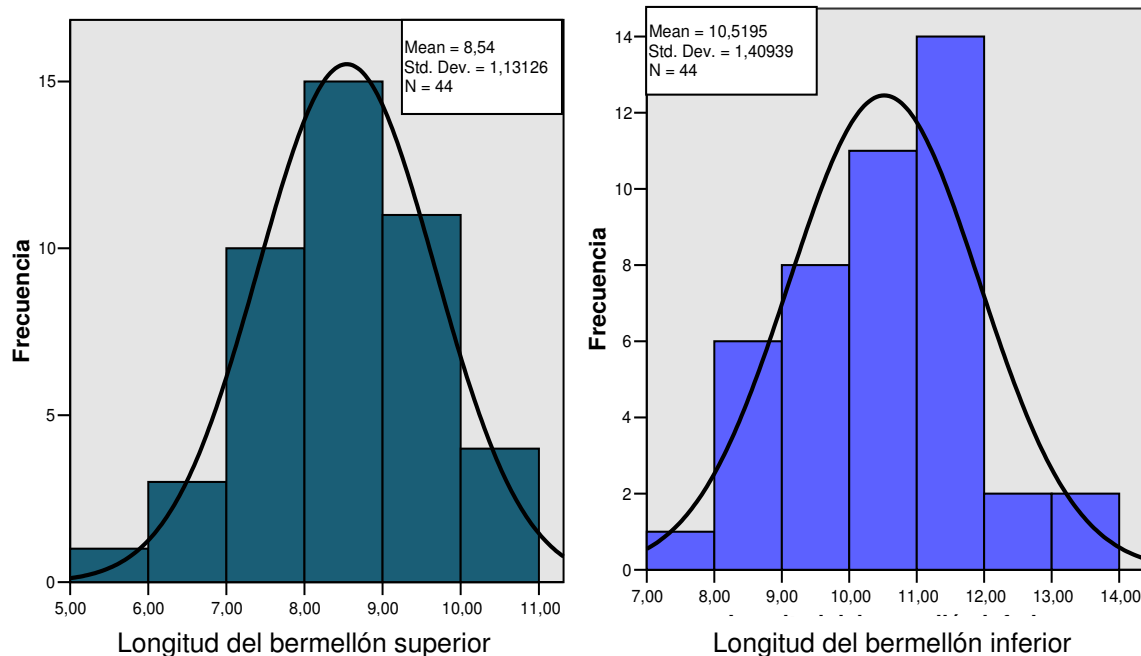 Mean = 8,54
Std. Dev. = 1,13126
N = 44
15
10
5
0
Frecuencia
5,00 6,00 7,00 8,00 9,00 10,00 11,00
Longitud del bermellón superior
Mean = 10,5195
Std. Dev. = 1,40939
N = 44
14
12
10
8
6
4
2
0
Frecuencia
7,00 8,00 9,00 10,00 11,00 12,00 13,00 14,00
Longitud del bermellón inferior